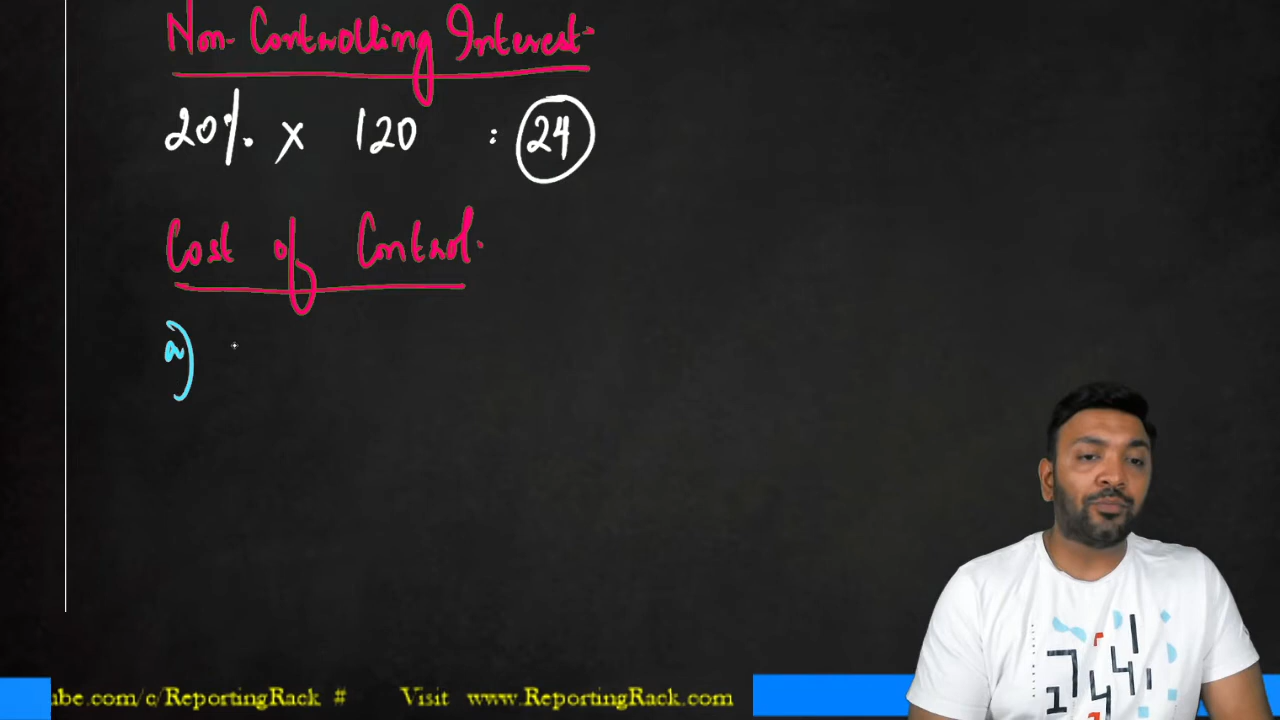 Non-Controlling Interest
20% x 120 : 24
Cost of Control.
a)
ube.com/c/ReportingRack # Visit www.ReportingRack.com